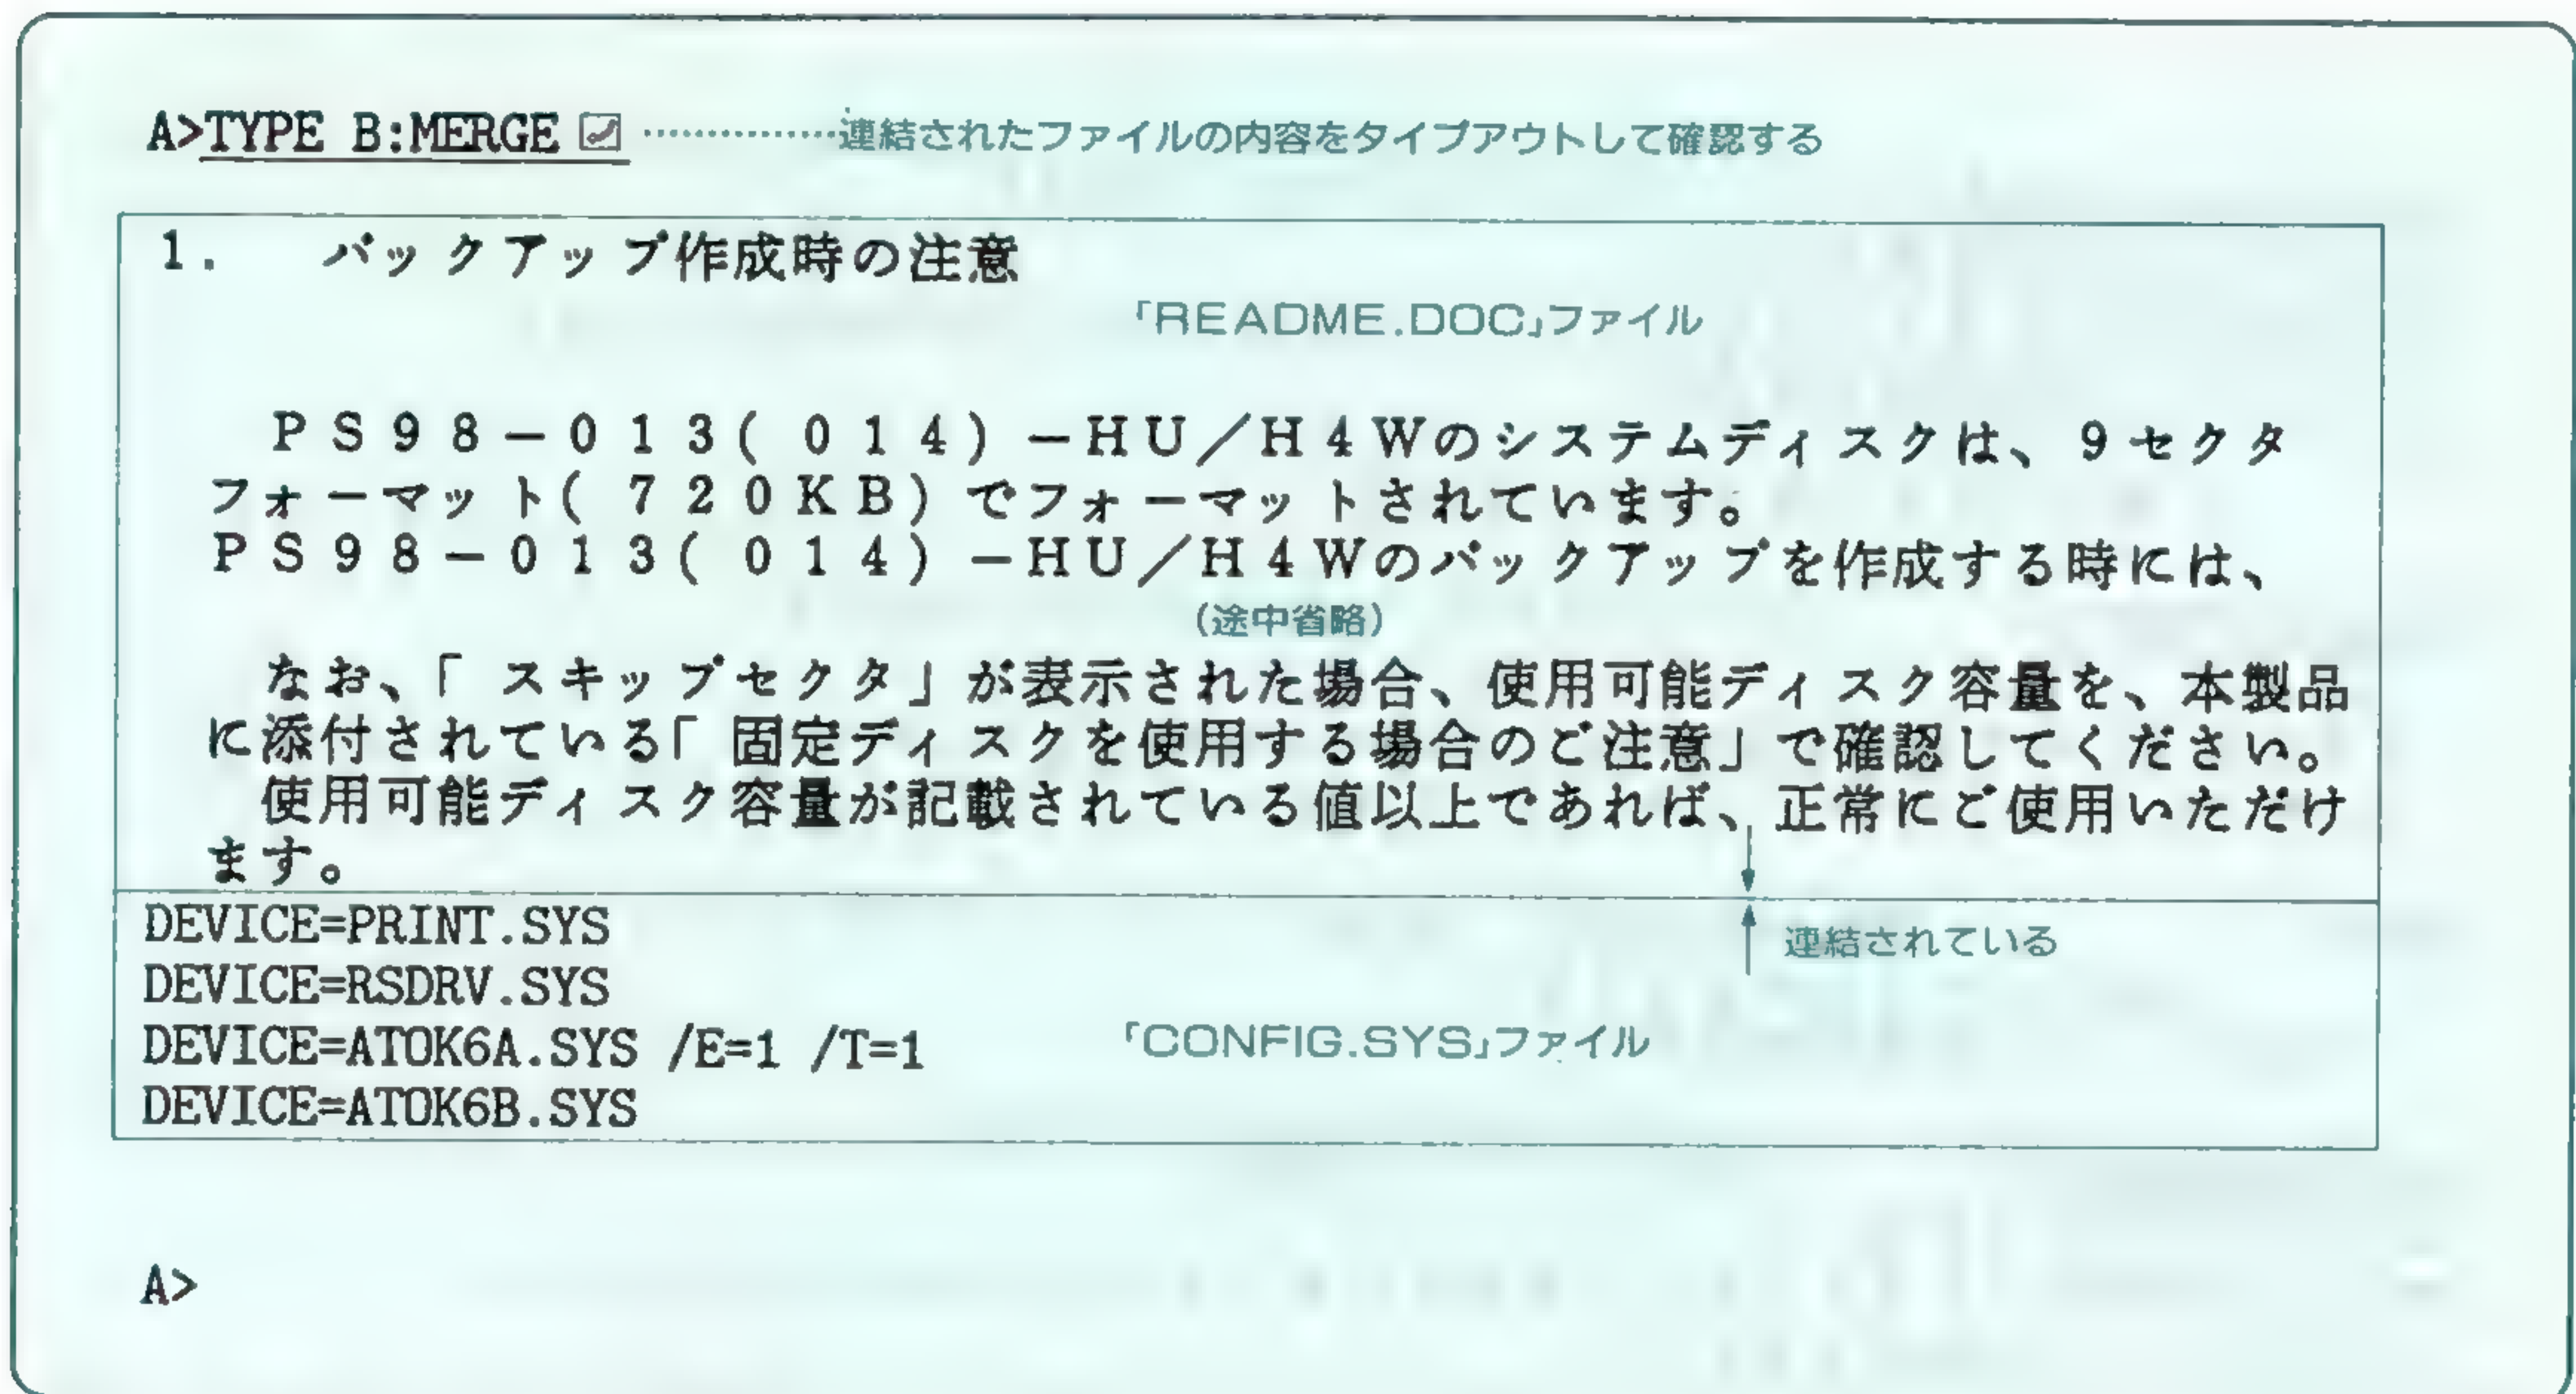 A>TYPE B:MERGE ↵ ……………連結されたファイルの内容をタイプアウトして確認する
1.　バックアップ作成時の注意
「README.DOC」ファイル
ＰＳ９８－０１３(０１４)－ＨＵ／Ｈ４Ｗのシステムディスクは、９セクタ
フォーマット(７２０ＫＢ)でフォーマットされています。
ＰＳ９８－０１３(０１４)－ＨＵ／Ｈ４Ｗのバックアップを作成する時には、
(途中省略)
なお、「スキップセクタ」が表示された場合、使用可能ディスク容量を、本製品
に添付されている「固定ディスクを使用する場合のご注意」で確認してください。
使用可能ディスク容量が記載されている値以上であれば、正常にご使用いただけ
ます。
DEVICE=PRINT.SYS
連結されている
DEVICE=RSDRV.SYS
DEVICE=ATOK6A.SYS /E=1 /T=1
「CONFIG.SYS」ファイル
DEVICE=ATOK6B.SYS
A>